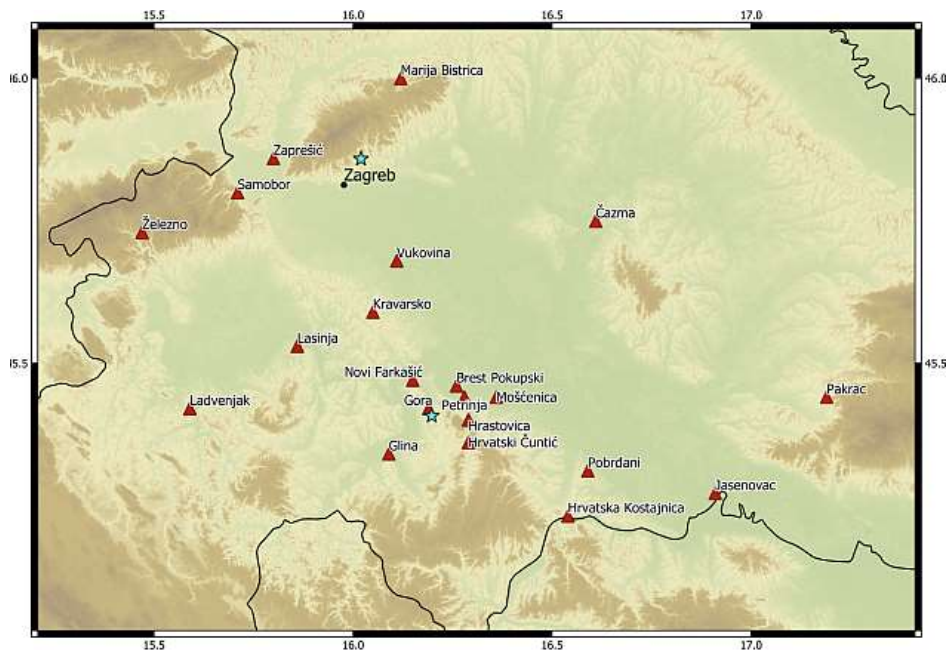 15.5 16.0 16.5 17.0
46.0 46.0
Marija Bistrica
Zaprešić
Zagreb
Samobor
Čazma
Železno
Vukovina
Kravarsko
Lasinja
45.5 45.5
Novi Farkašić
Brest Pokupski
Ladvenjak
Gora
Petrinja
Mošćenica
Pakrac
Hrastovica
Glina
Hrvatski Čuntić
Pobrđani
Jasenovac
Hrvatska Kostajnica
15.5 16.0 16.5 17.0